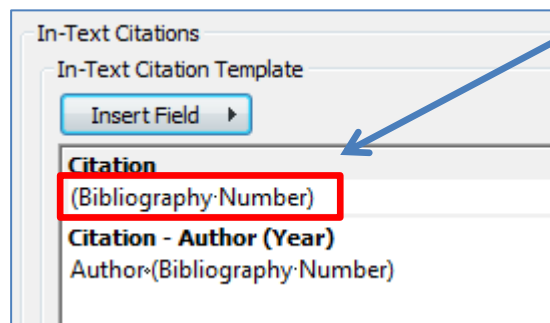 In-Text Citations
In-Text Citation Template
Insert Field
Citation
(Bibliography·Number)
Citation - Author (Year)
Author◦(Bibliography·Number)